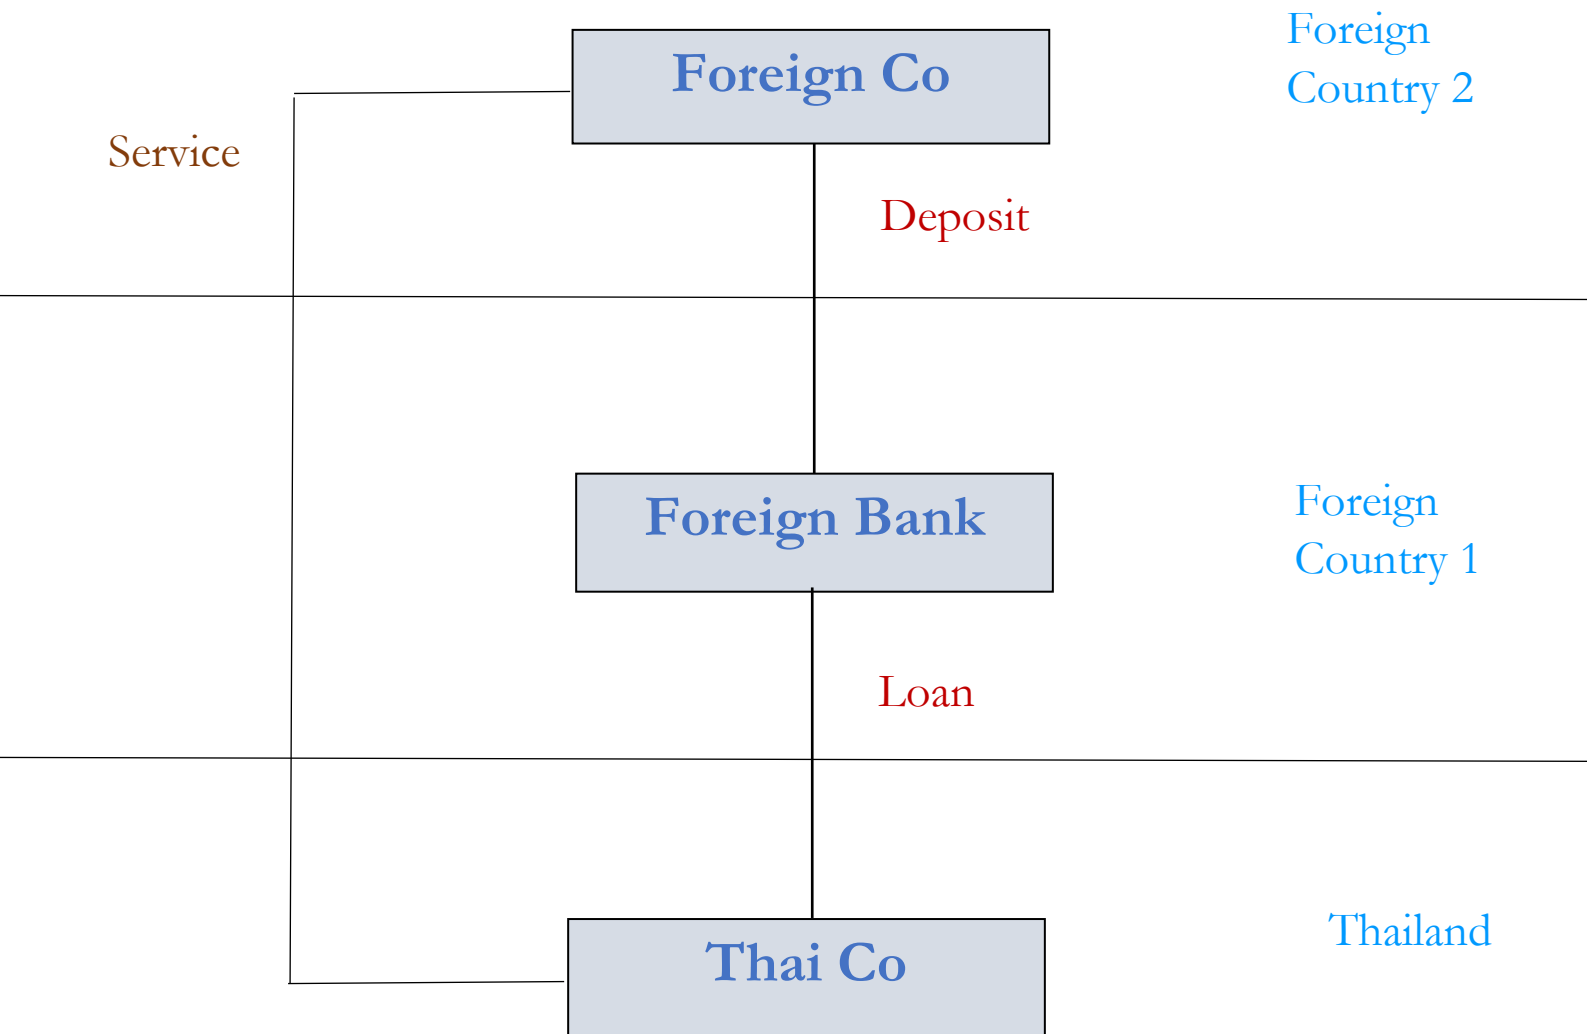 Foreign Co
Foreign
Country 2
Service
Deposit
Foreign Bank
Foreign
Country 1
Loan
Thai Co
Thailand